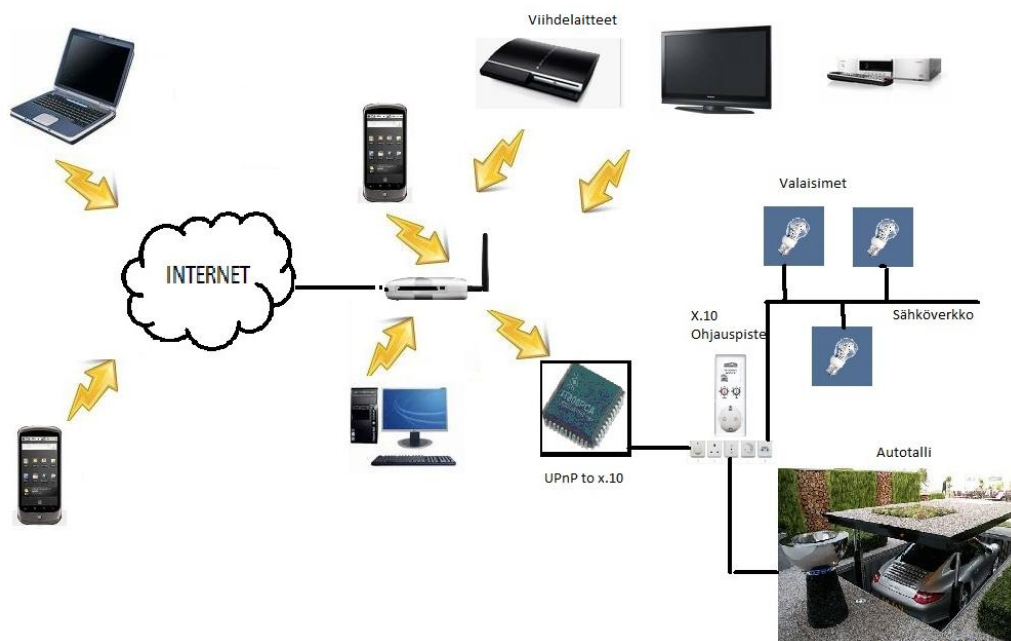 Viihdelaitteet
Valaisimet
INTERNET
X.10
Ohjauspiste
Sähköverkko
UPnP to x.10
Autotalli